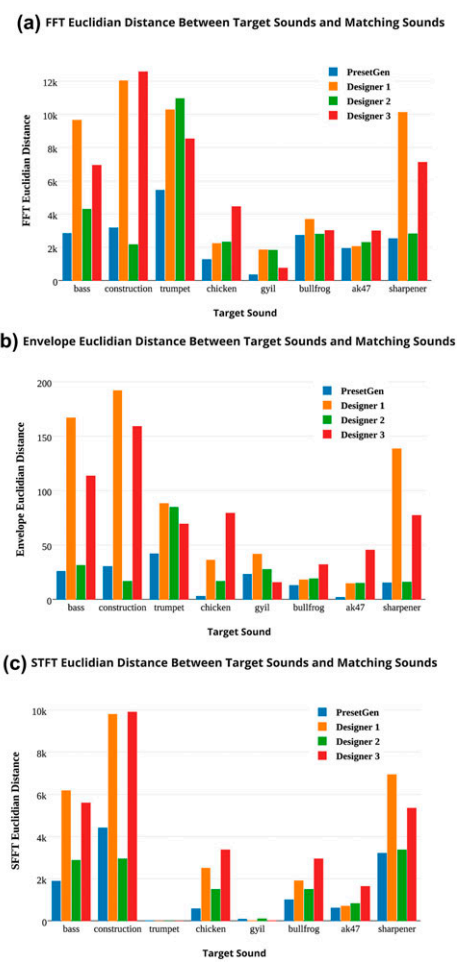 (a) FFT Euclidian Distance Between Target Sounds and Matching Sounds
PresetGen
Designer 1
Designer 2
Designer 3
12k
10k
8k
6k
4k
2k
0
FFT Euclidian Distance
bass construction trumpet chicken gyil bullfrog ak47 sharpener
Target Sound
b) Envelope Euclidian Distance Between Target Sounds and Matching Sounds
PresetGen
Designer 1
Designer 2
Designer 3
200
150
100
50
0
Envelope Euclidian Distance
bass construction trumpet chicken gyil bullfrog ak47 sharpener
Target Sound
(c) STFT Euclidian Distance Between Target Sounds and Matching Sounds
PresetGen
Designer 1
Designer 2
Designer 3
10k
8k
6k
4k
2k
0
SFFT Euclidian Distance
bass construction trumpet chicken gyil bullfrog ak47 sharpener
Target Sound